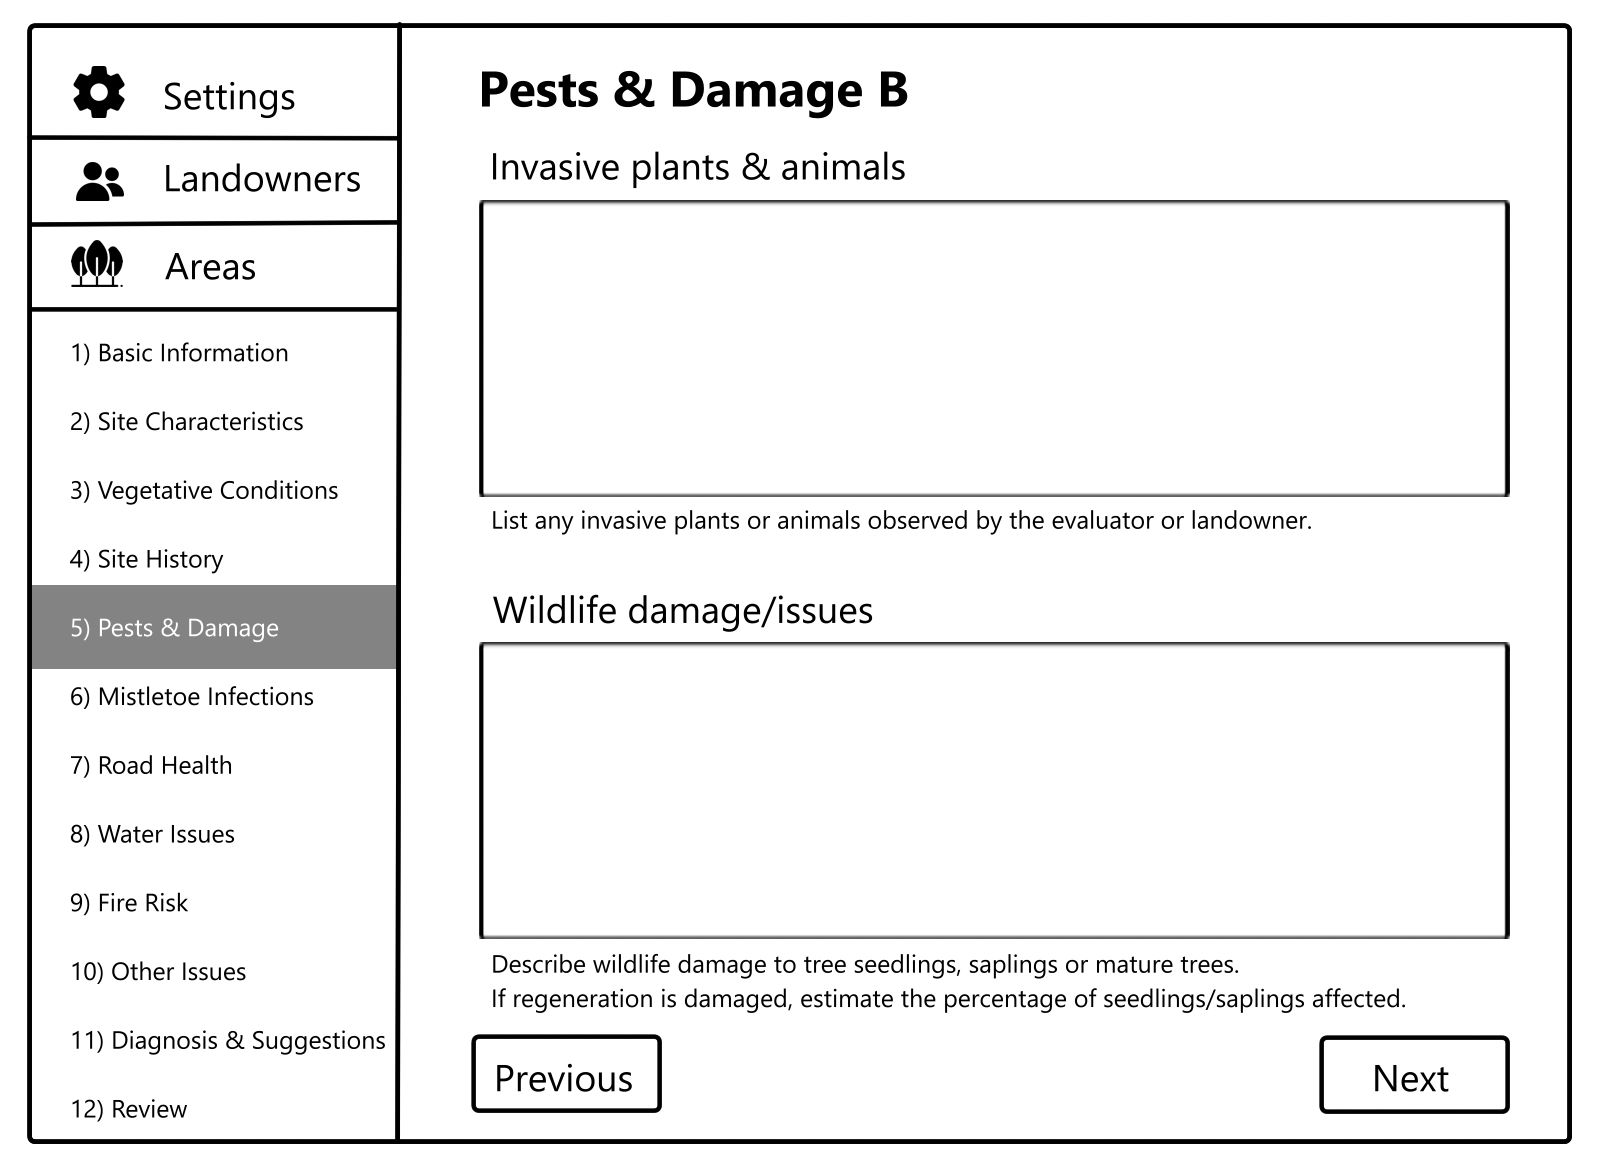 Settings
Landowners
Areas
1) Basic Information
2) Site Characteristics
3) Vegetative Conditions
4) Site History
5) Pests & Damage
6) Mistletoe Infections
7) Road Health
8) Water Issues
9) Fire Risk
10) Other Issues
11) Diagnosis & Suggestions
12) Review
Pests & Damage B
Invasive plants & animals
List any invasive plants or animals observed by the evaluator or landowner.
Wildlife damage/issues
Describe wildlife damage to tree seedlings, saplings or mature trees.
If regeneration is damaged, estimate the percentage of seedlings/saplings affected.
Previous
Next